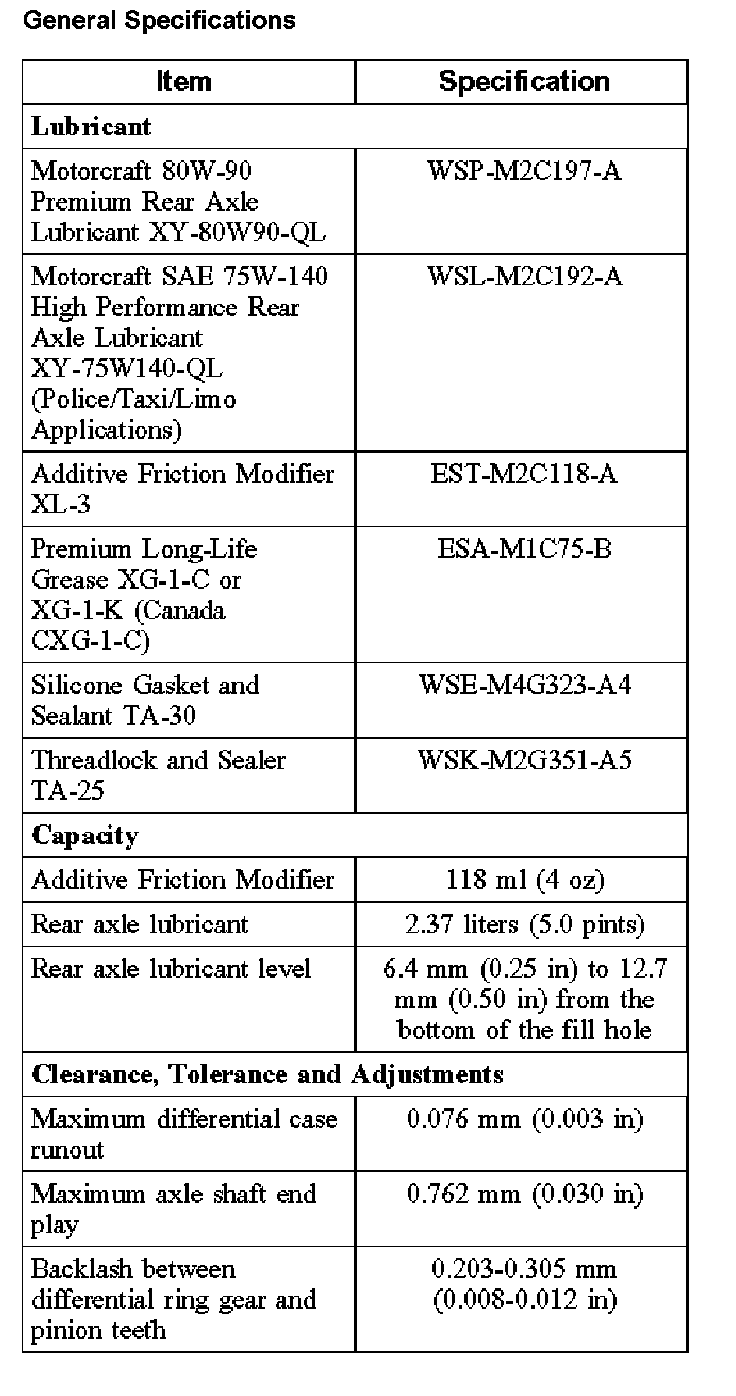 General Specifications
Item Specification
Lubricant
Motorcraft 80W-90 WSP-M2C197-A
Premium Rear Axle
Lubricant XY-80W90-QL
Motorcraft SAE 75W-140 WSL-M2C192-A
High Performance Rear
Axle Lubricant
XY-75W140-QL
(Police/Taxi/Limo
Applications)
Additive Friction Modifier EST-M2C118-A
XL-3
Premium Long-Life ESA-M1C75-B
Grease XG-1-C or
XG-1-K (Canada
CXG-1-C)
Silicone Gasket and WSE-M4G323-A4
Sealant TA-30
Threadlock and Sealer WSK-M2G351-A5
TA-25
Capacity
Additive Friction Modifier 118 ml (4 oz)
Rear axle lubricant 2.37 liters (5.0 pints)
Rear axle lubricant level 6.4 mm (0.25 in) to 12.7
mm (0.50 in) from the
bottom of the fill hole
Clearance, Tolerance and Adjustments
Maximum differential case 0.076 mm (0.003 in)
runout
Maximum axle shaft end 0.762 mm (0.030 in)
play
Backlash between 0.203-0.305 mm
differential ring gear and (0.008-0.012 in)
pinion teeth